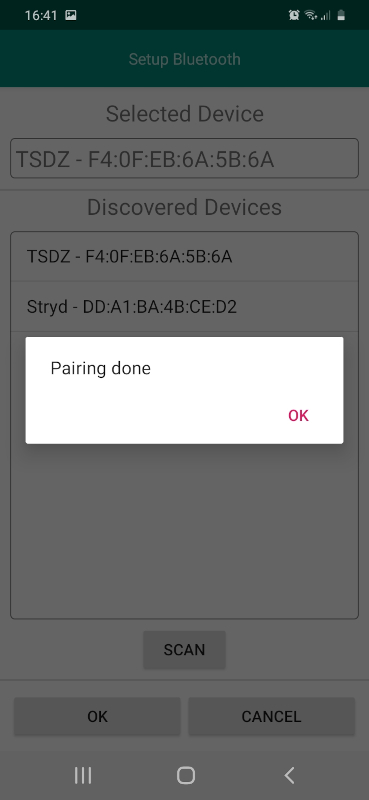 16:41
Setup Bluetooth
Selected Device
TSDZ - F4:0F:EB:6A:5B:6A
Discovered Devices
TSDZ - F4:0F:EB:6A:5B:6A
Stryd - DD:A1:BA:4B:CE:D2
Pairing done
OK
SCAN
OK CANCEL